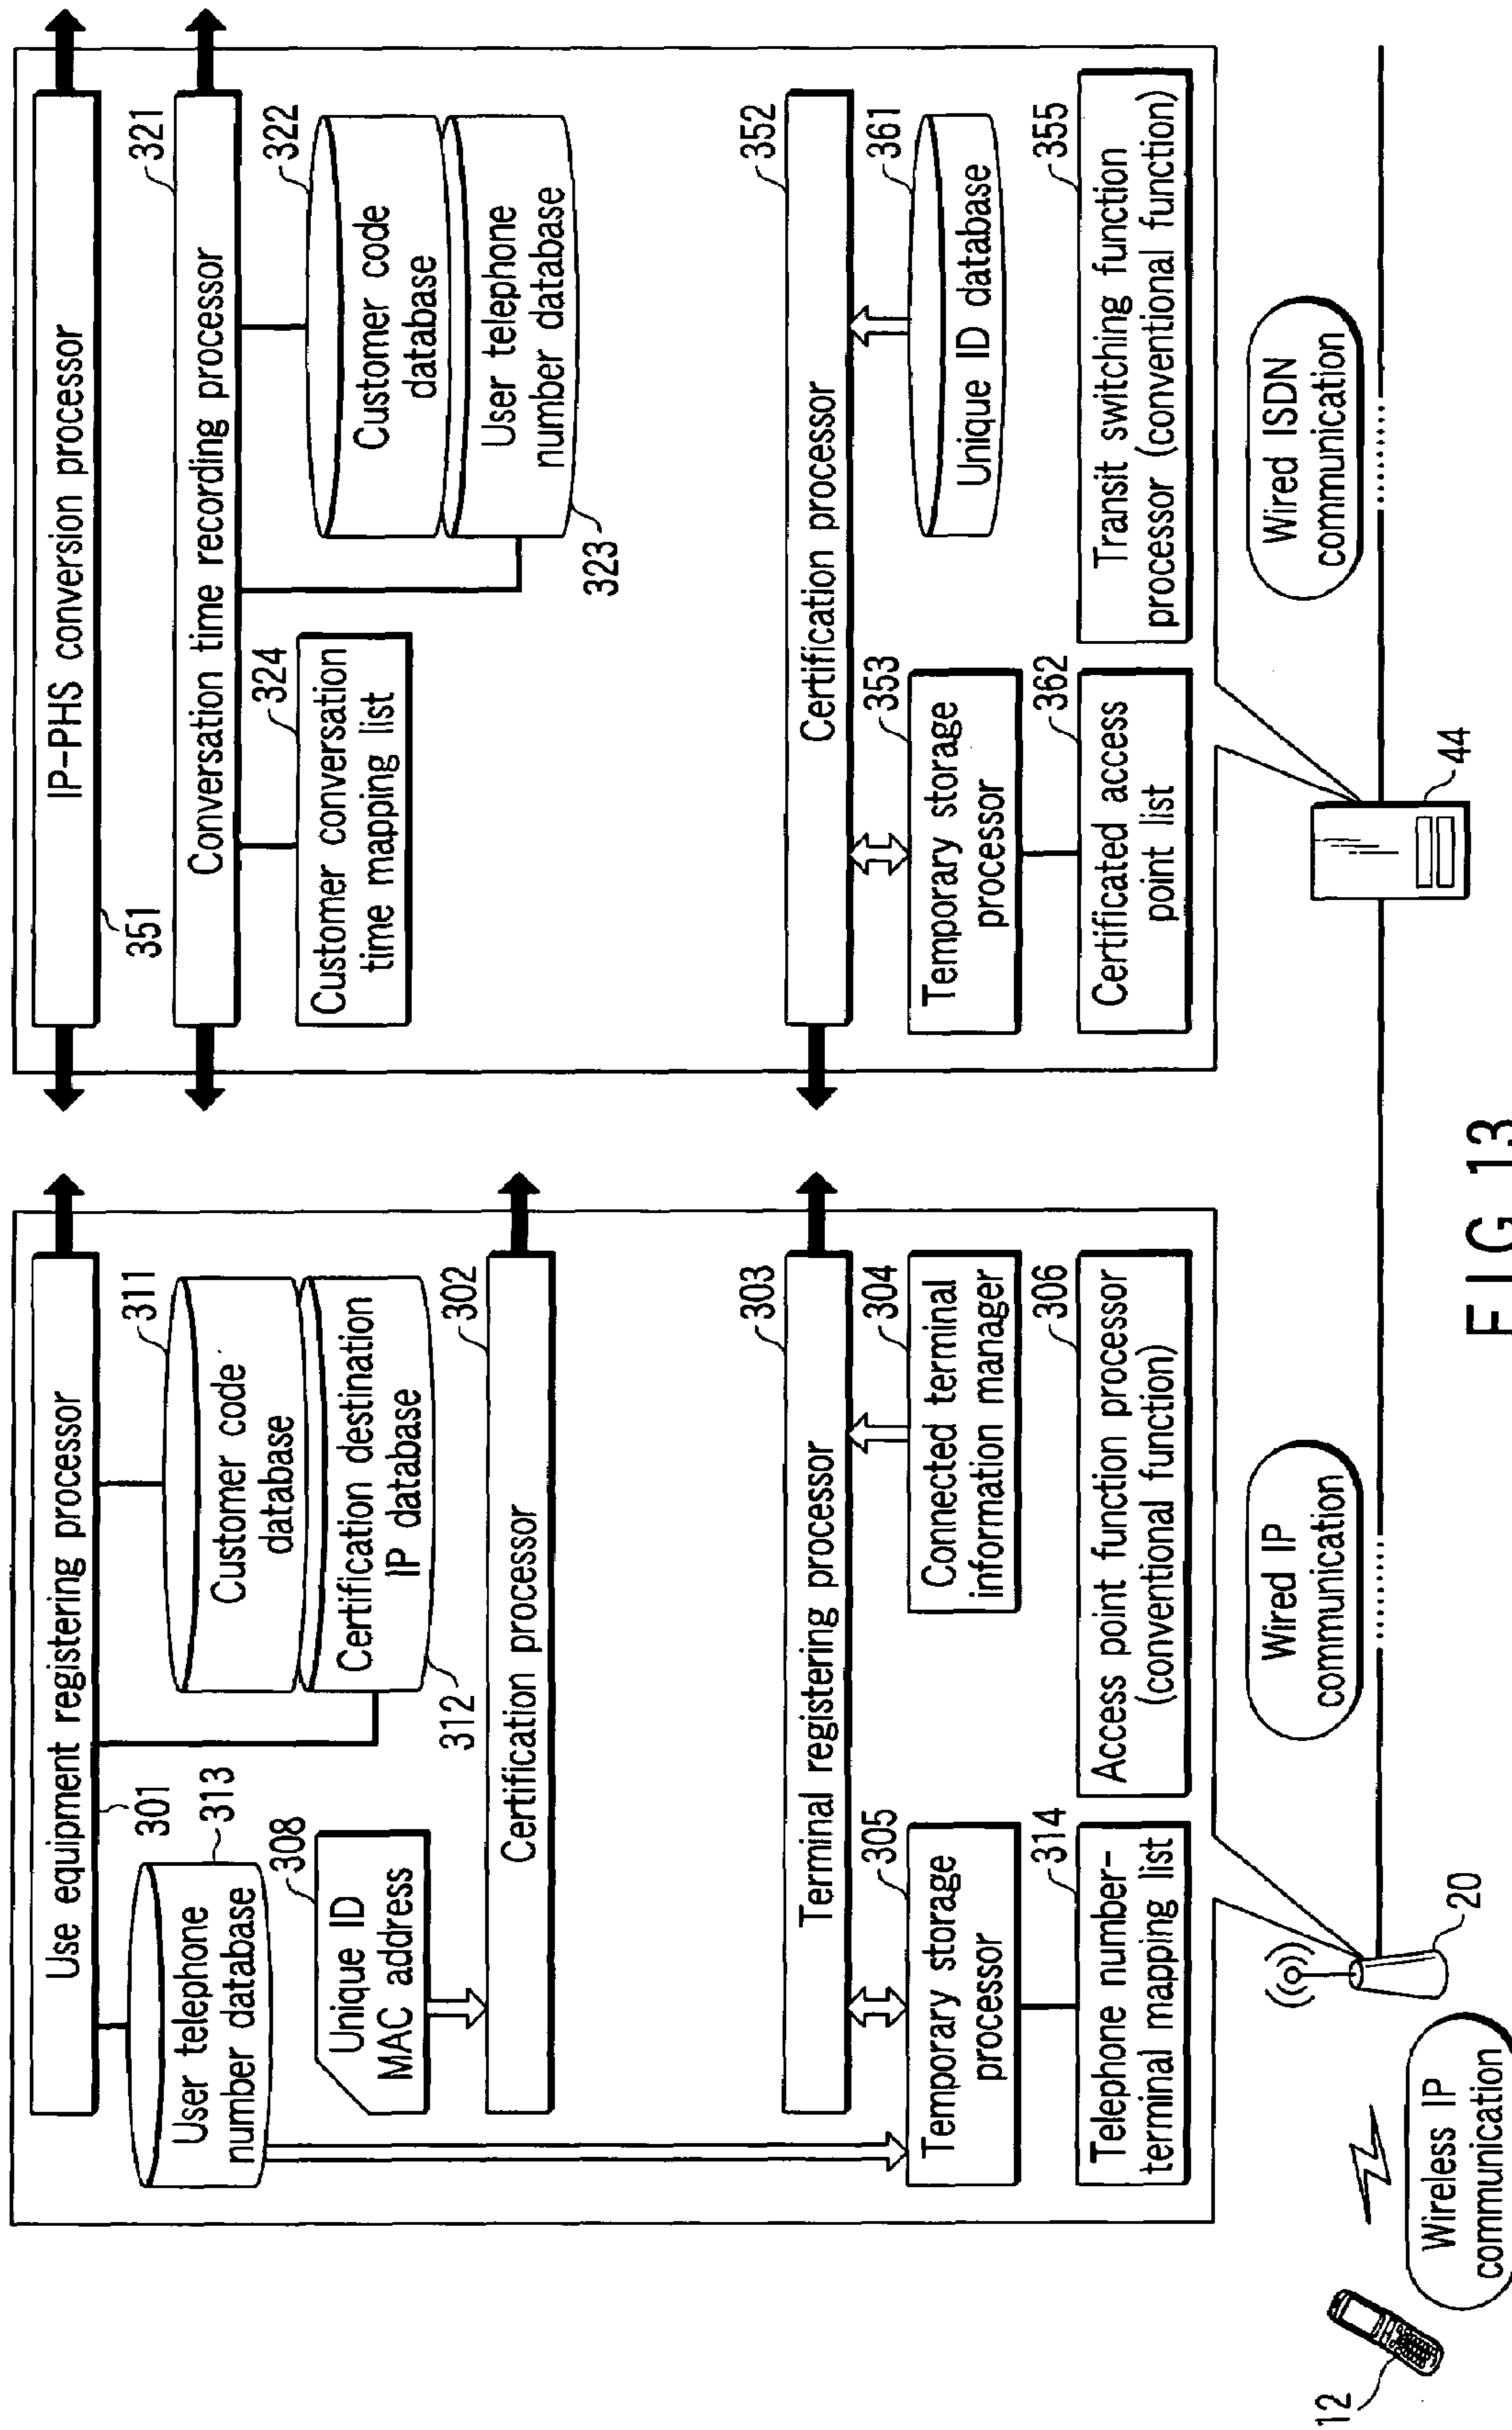 Use equipment registering processor
301
User telephone
number database
313
Customer code
database
311
Certification destination
IP database
312
Unique ID
MAC address
308
Certification processor
302
Terminal registering processor
303
Temporary storage
processor
305
Connected terminal
information manager
304
Telephone number-
terminal mapping list
314
Access point function processor
(conventional function)
306
IP-PHS conversion processor
351
Conversation time recording processor
321
Customer conversation
time mapping list
324
Customer code
database
322
User telephone
number database
323
Certification processor
352
Temporary storage
processor
353
Unique ID database
361
Certificated access
point list
362
Transit switching function
processor (conventional function)
355
12
Wireless IP
communication
20
Wired IP
communication
44
Wired ISDN
communication
FIG. 13